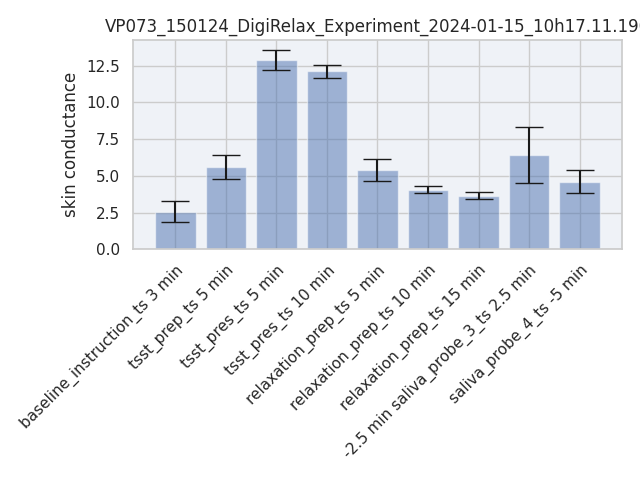 VP073_150124_DigiRelax_Experiment_2024-01-15_10h17.11.19
skin conductance
12.5
10.0
7.5
5.0
2.5
0.0
baseline_instruction_ts 3 min
tsst_prep_ts 5 min
tsst_pres_ts 5 min
tsst_pres_ts 10 min
relaxation_prep_ts 5 min
relaxation_prep_ts 10 min
relaxation_prep_ts 15 min
-2.5 min saliva_probe_3_ts 2.5 min
saliva_probe_4_ts -5 min